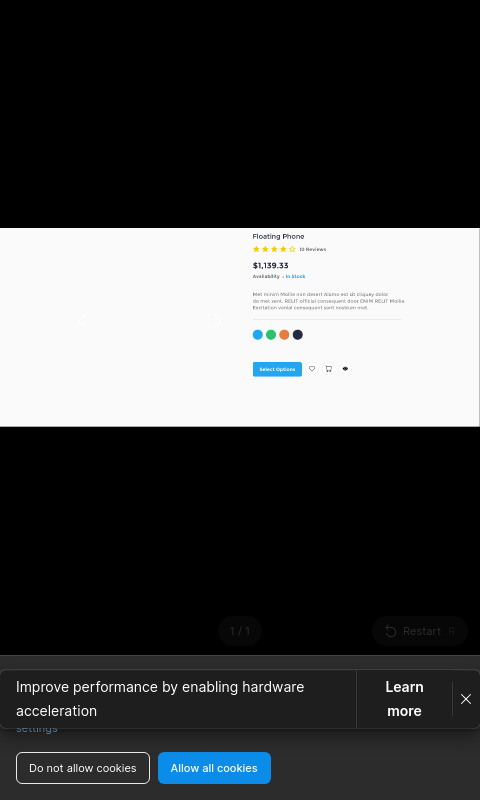 Floating Phone
10 Reviews
$1,139.33
Availability : In Stock
Met minim Mollie non desert Alamo est sit cliquey dolor
do met sent. RELIT official consequent door ENIM RELIT Mollie.
Excitation venial consequent sent nostrum met.
Select Options
1 / 1
Restart R
Improve performance by enabling hardware
acceleration
Learn
more
settings
Do not allow cookies
Allow all cookies